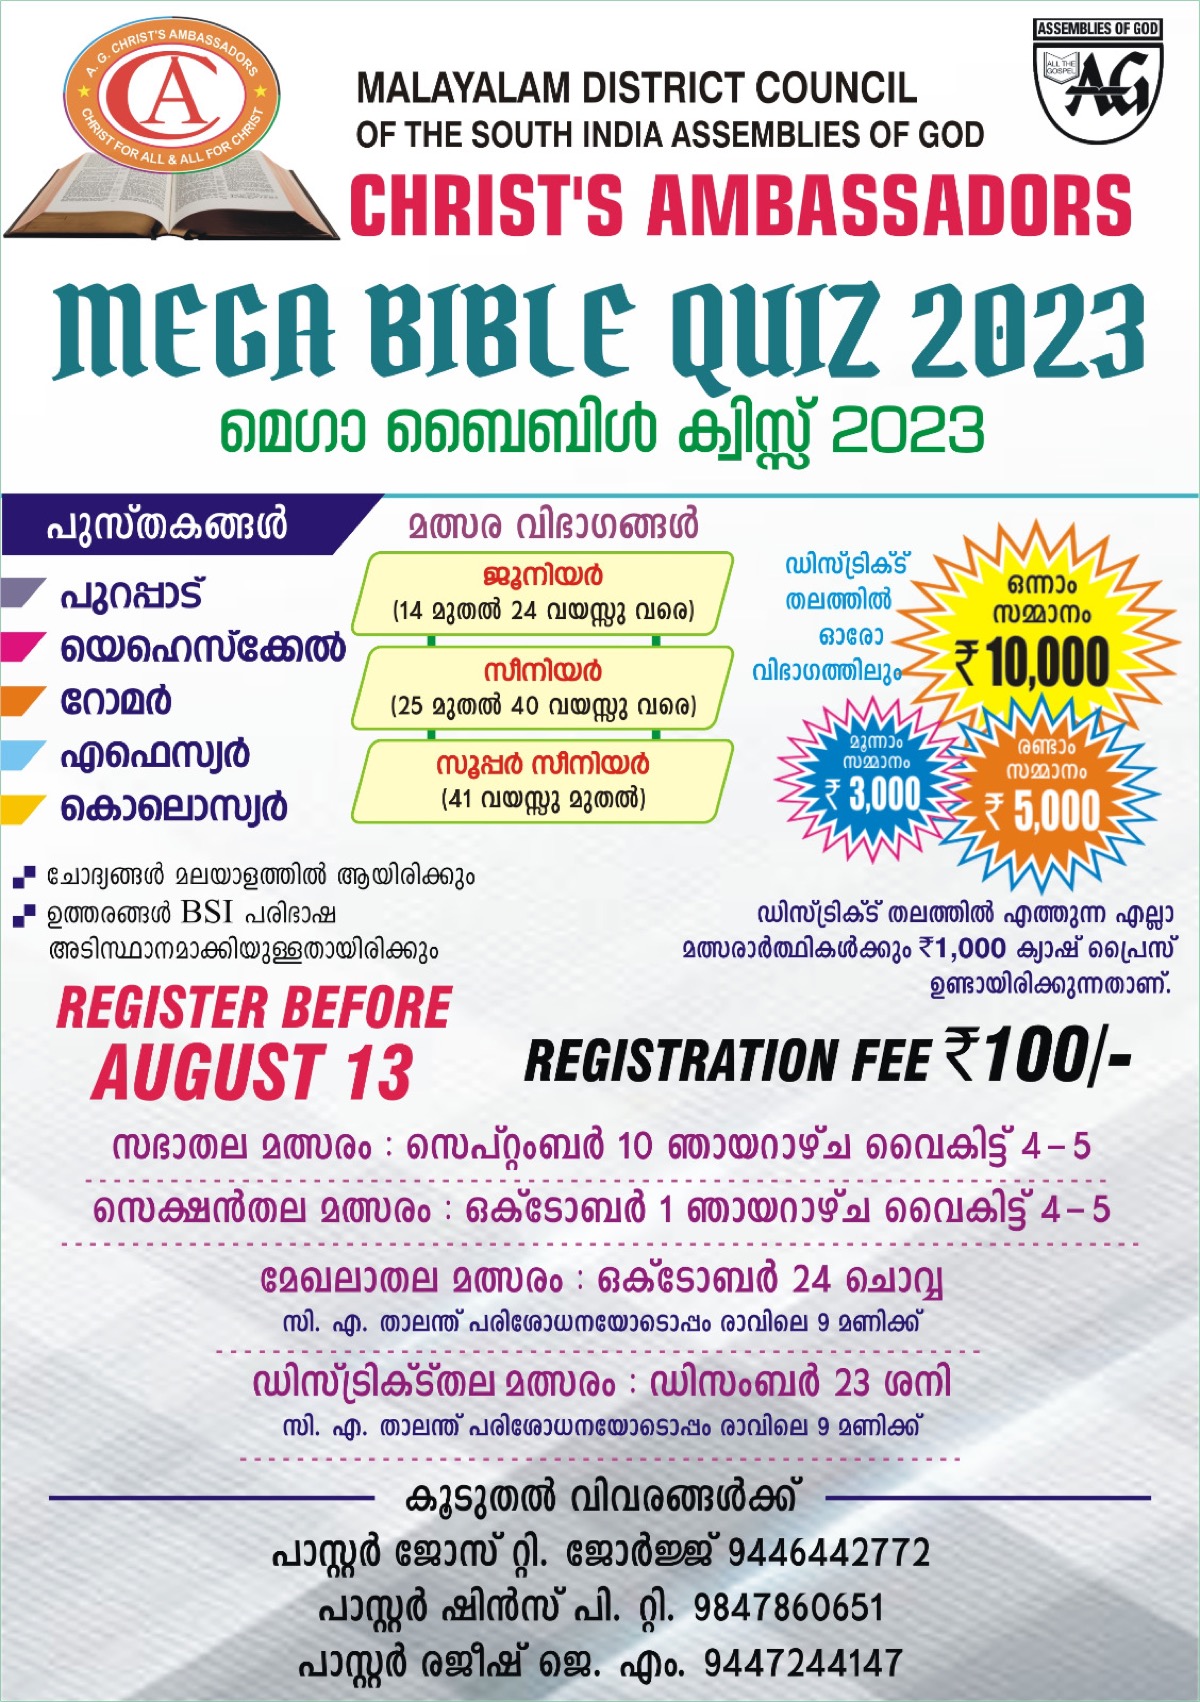 A. G. CHRIST'S AMBASSADORS
CA
CHRIST FOR ALL & ALL FOR CHRIST
ASSEMBLIES OF GOD
ALL THE GOSPEL
AG
MALAYALAM DISTRICT COUNCIL
OF THE SOUTH INDIA ASSEMBLIES OF GOD
CHRIST'S AMBASSADORS
MEGA BIBLE QUIZ 2023
മെഗാ ബൈബിൾ ക്വിസ്സ് 2023
പുസ്തകങ്ങൾ
പുറപ്പാട്
യെഹെസ്ക്കേൽ
റോമർ
എഫെസ്യർ
കൊലൊസ്യർ
മത്സര വിഭാഗങ്ങൾ
ജൂനിയർ
(14 മുതൽ 24 വയസ്സു വരെ)
സീനിയർ
(25 മുതൽ 40 വയസ്സു വരെ)
സൂപ്പർ സീനിയർ
(41 വയസ്സു മുതൽ)
ഡിസ്ട്രിക്ട്
തലത്തിൽ
ഓരോ
വിഭാഗത്തിലും
ഒന്നാം
സമ്മാനം
₹ 10,000
മൂന്നാം
സമ്മാനം
₹ 3,000
രണ്ടാം
സമ്മാനം
₹ 5,000
ചോദ്യങ്ങൾ മലയാളത്തിൽ ആയിരിക്കും
ഉത്തരങ്ങൾ BSI പരിഭാഷ
അടിസ്ഥാനമാക്കിയുള്ളതായിരിക്കും
ഡിസ്ട്രിക്ട് തലത്തിൽ എത്തുന്ന എല്ലാ
മത്സരാർത്ഥികൾക്കും ₹1,000 ക്യാഷ് പ്രൈസ്
ഉണ്ടായിരിക്കുന്നതാണ്.
REGISTER BEFORE
AUGUST 13
REGISTRATION FEE ₹100/-
സഭാതല മത്സരം : സെപ്റ്റംബർ 10 ഞായറാഴ്ച വൈകിട്ട് 4-5
സെക്ഷൻതല മത്സരം : ഒക്ടോബർ 1 ഞായറാഴ്ച വൈകിട്ട് 4-5
മേഖലാതല മത്സരം : ഒക്ടോബർ 24 ചൊവ്വ
സി. എ. താലന്ത് പരിശോധനയോടൊപ്പം രാവിലെ 9 മണിക്ക്
ഡിസ്ട്രിക്ട്തല മത്സരം : ഡിസംബർ 23 ശനി
സി. എ. താലന്ത് പരിശോധനയോടൊപ്പം രാവിലെ 9 മണിക്ക്
കൂടുതൽ വിവരങ്ങൾക്ക്
പാസ്റ്റർ ജോസ് റ്റി. ജോർജ്ജ് 9446442772
പാസ്റ്റർ ഷിൻസ് പി. റ്റി. 9847860651
പാസ്റ്റർ രജീഷ് ജെ. എം. 9447244147